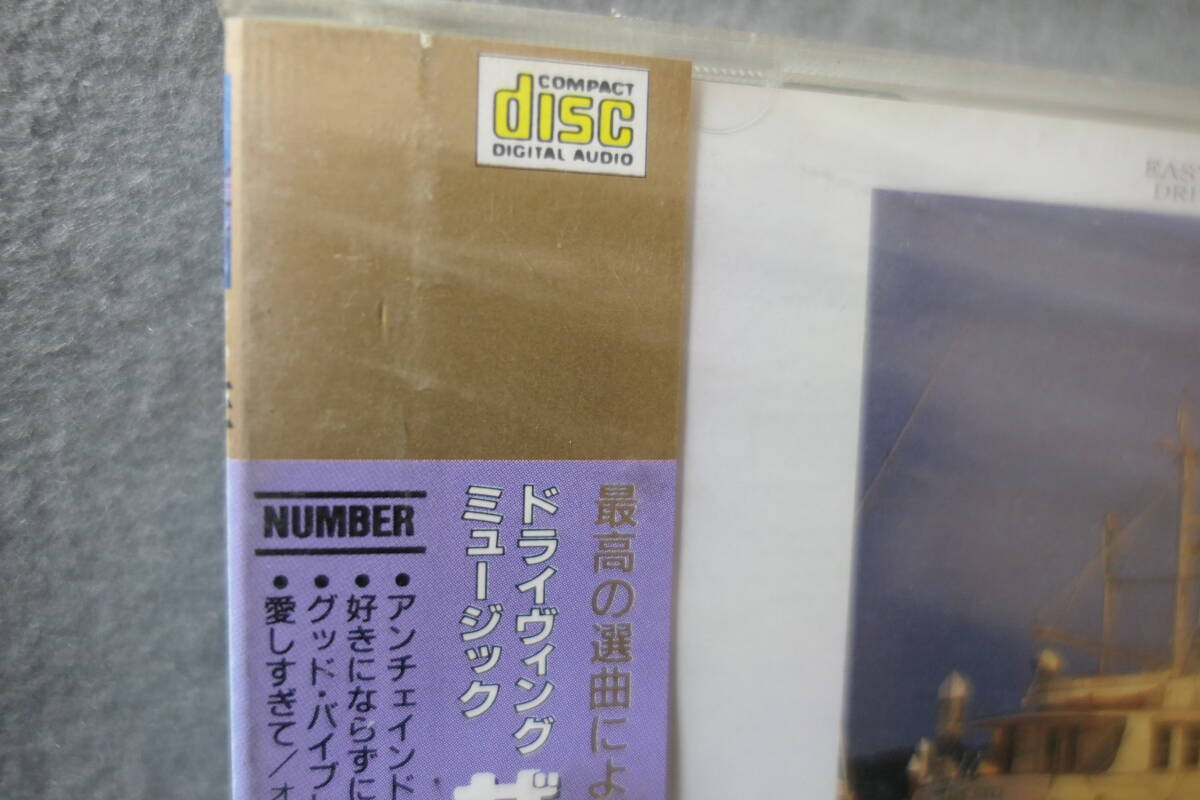 COMPACT
disc
DIGITAL AUDIO
最高の選曲によ
ドライヴィング
ミュージック
NUMBER
●アンチェインド
●好きにならずに
●グッド・バイブ
●愛しすぎて/オ
EAS
DRI